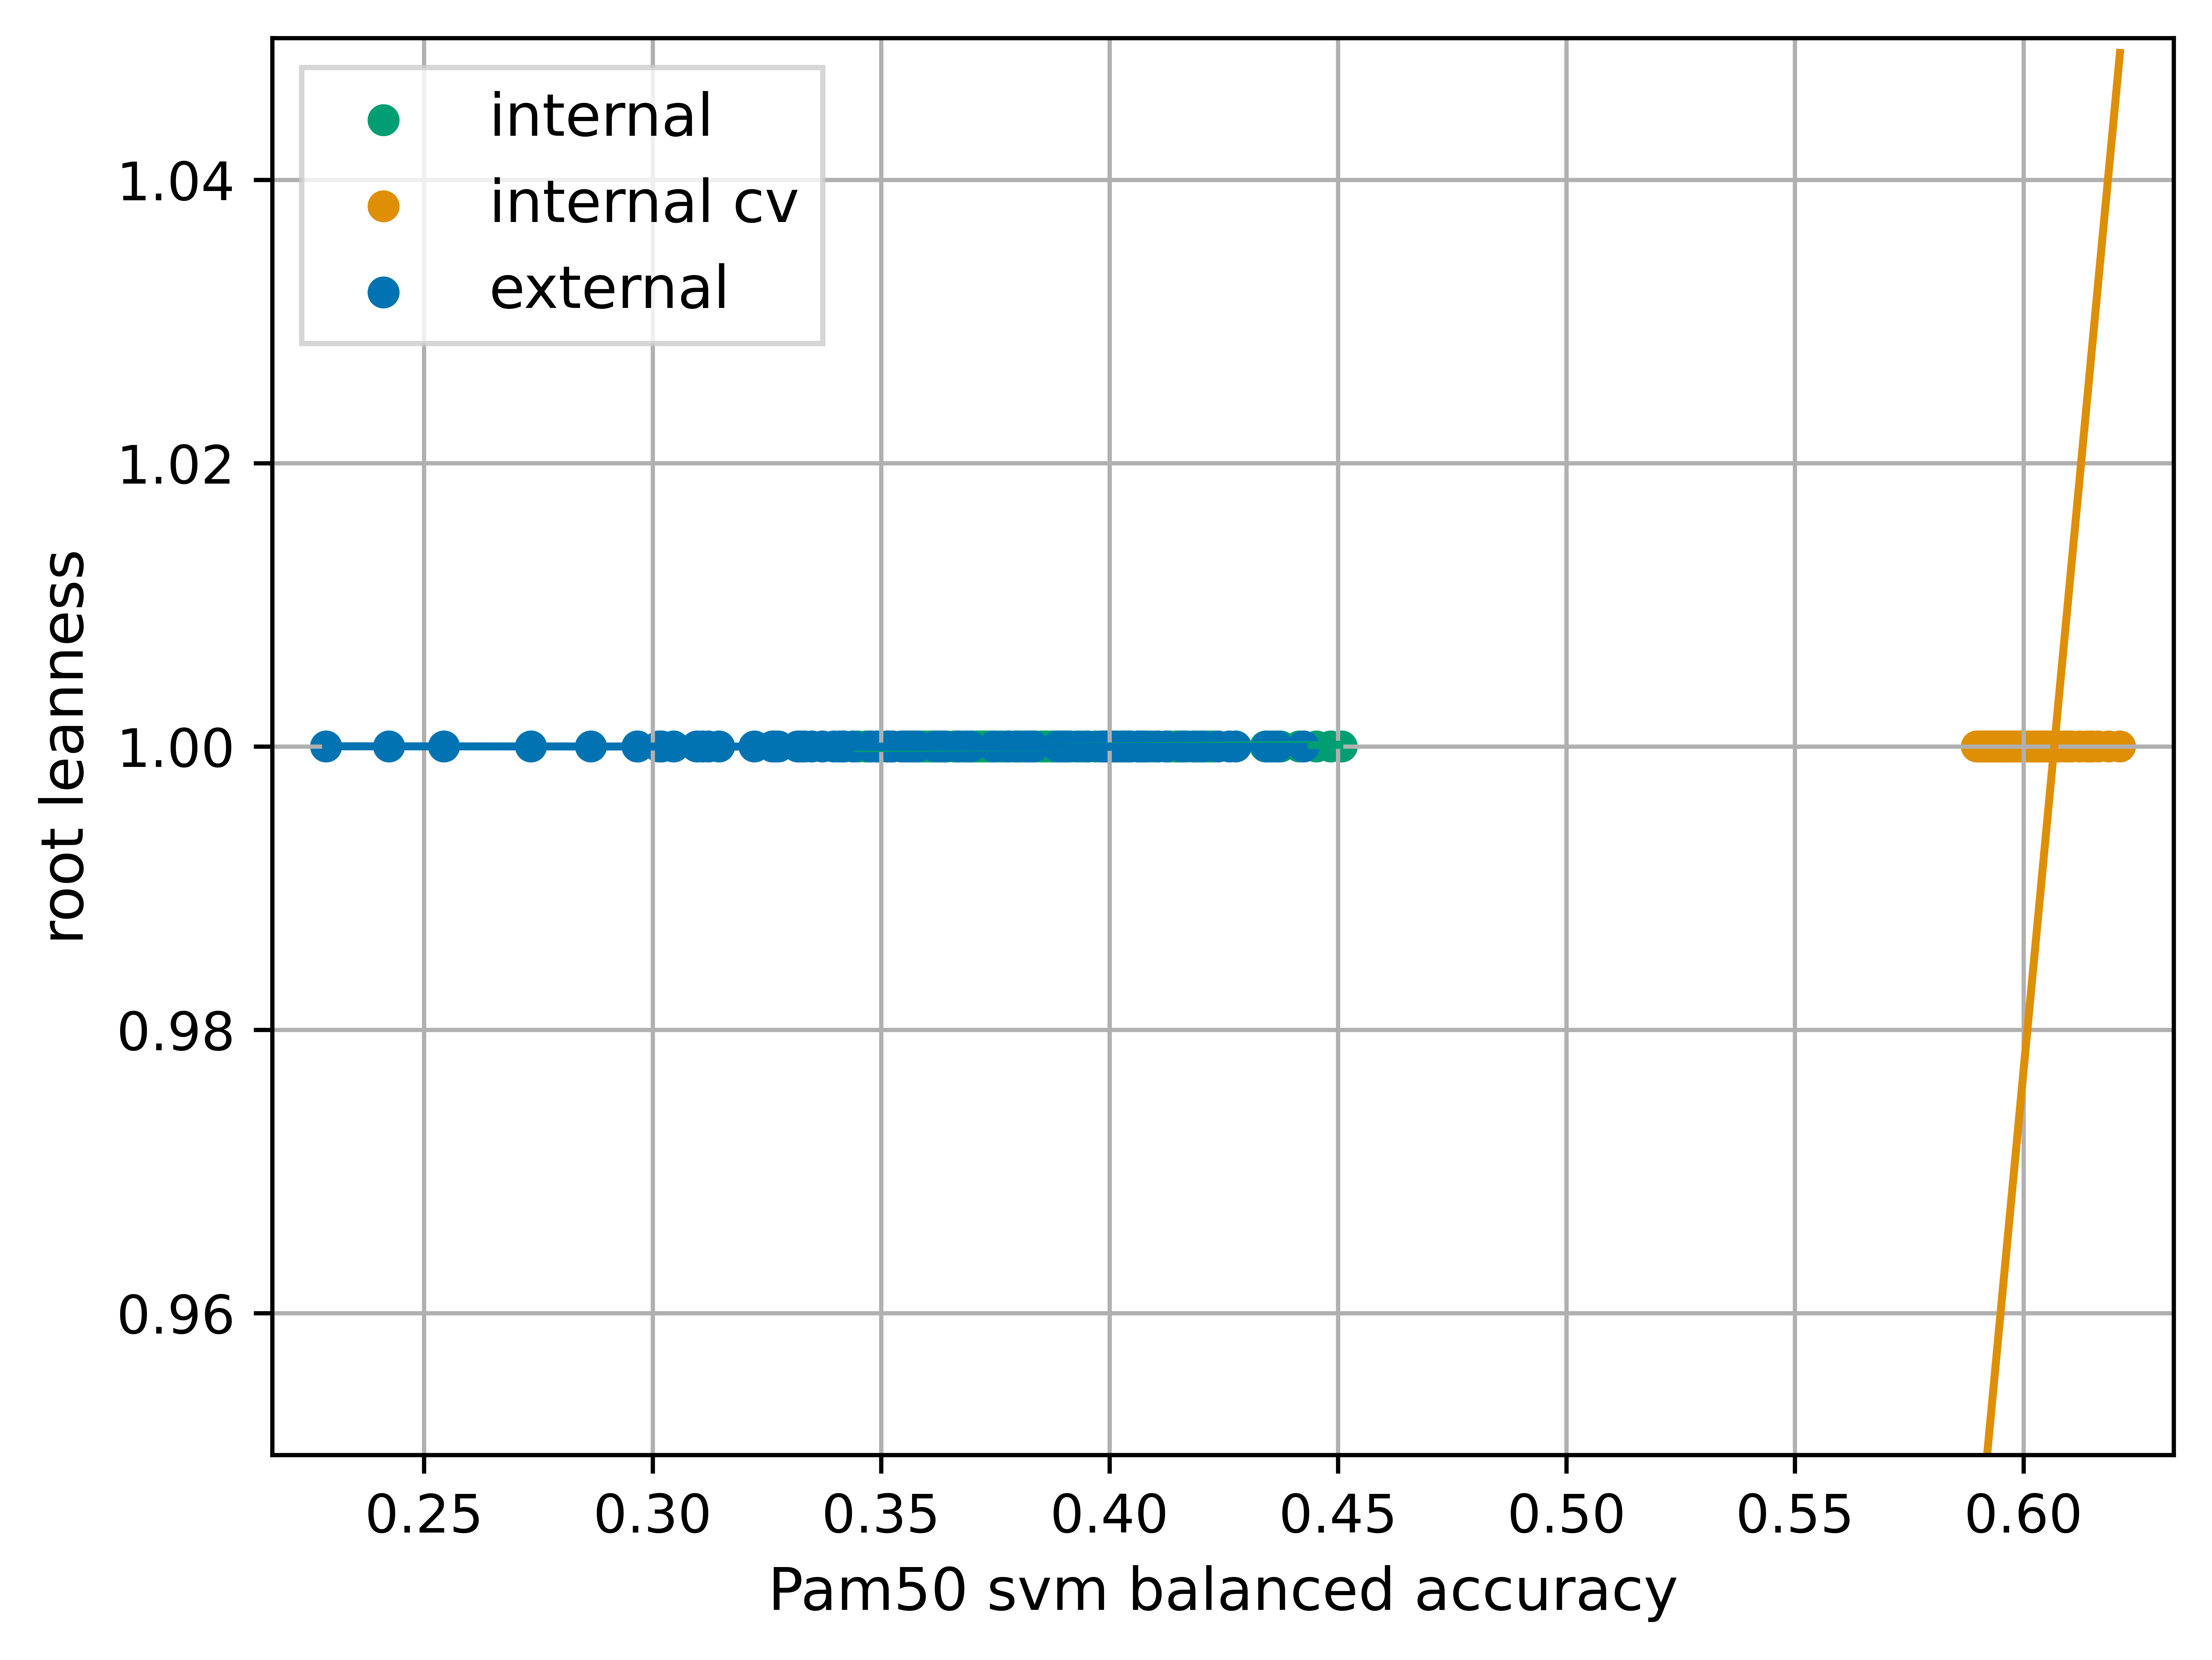 internal
internal cv
external
1.04
1.02
1.00
0.98
0.96
root leanness
0.25 0.30 0.35 0.40 0.45 0.50 0.55 0.60
Pam50 svm balanced accuracy